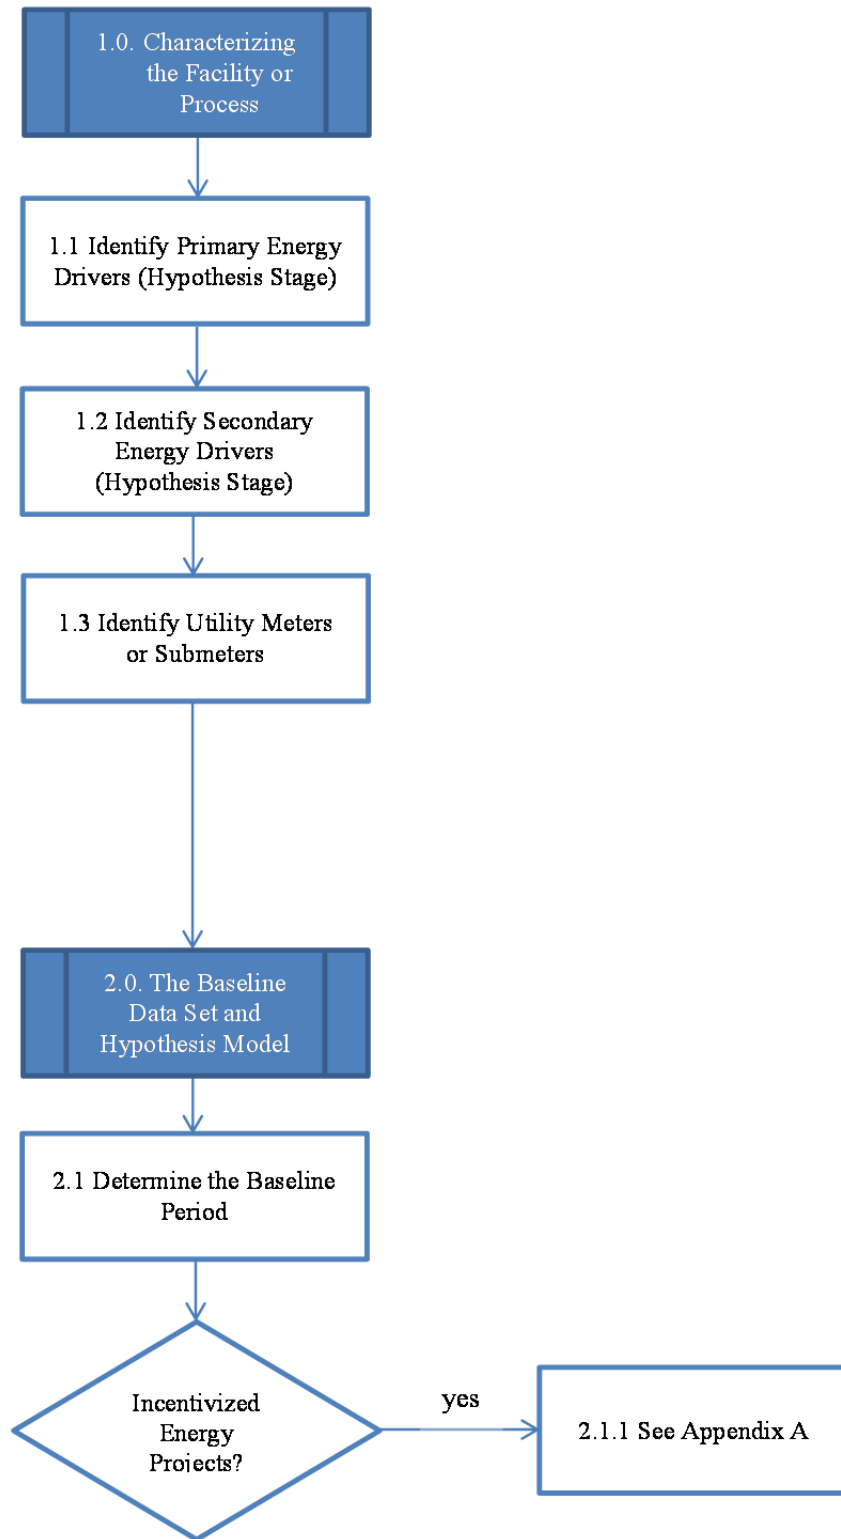 1.0. Characterizing
the Facility or
Process
1.1 Identify Primary Energy
Drivers (Hypothesis Stage)
1.2 Identify Secondary
Energy Drivers
(Hypothesis Stage)
1.3 Identify Utility Meters
or Submeters
2.0. The Baseline
Data Set and
Hypothesis Model
2.1 Determine the Baseline
Period
Incentivized
Energy
Projects?
yes
2.1.1 See Appendix A